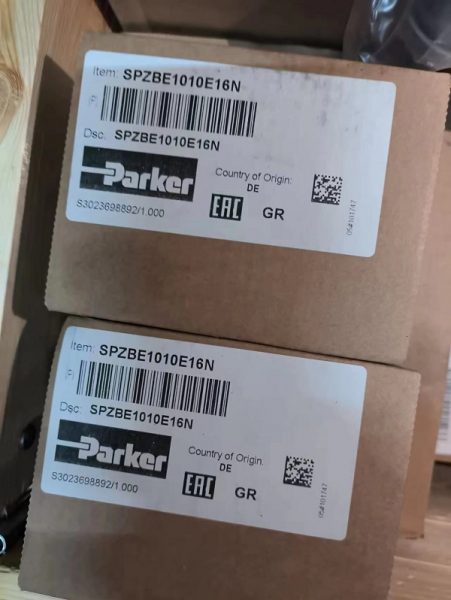 Item: SPZBE1010E16N
(P)
Dsc. SPZBE1010E16N
Parker
Country of Origin:
DE
S3023698892/1.000
EAC GR
Item: SPZBE1010E16N
(P)
Dsc. SPZBE1010E16N
Parker
Country of Origin:
DE
S3023698892/1.000
EAC GR